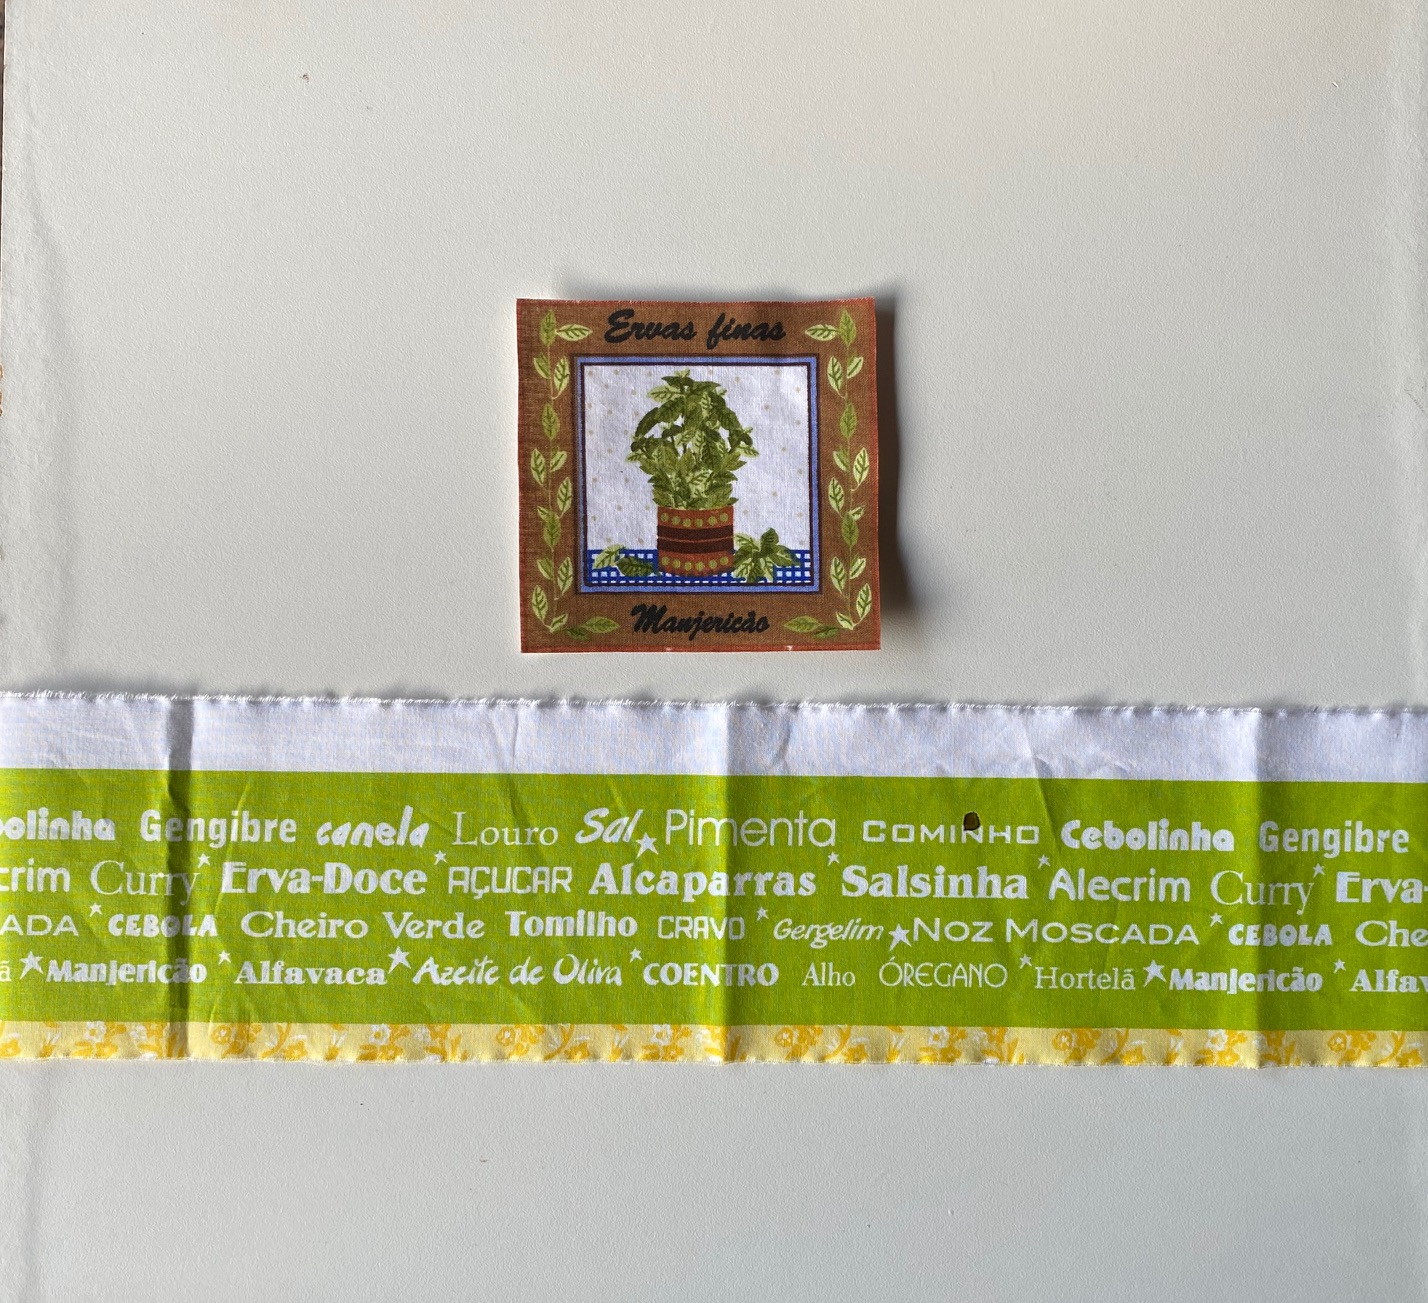 Ervas finas
Manjericão
bolinha Gengibre canela Louro Sal Pimenta COMINHO Cebolinha Gengibre
crim Curry Erva-Doce AÇUCAR Alcaparras Salsinha Alecrim Curry Erva
ADA CEBOLA Cheiro Verde Tomilho CRAVO Gergelim NOZ MOSCADA CEBOLA Che
ã Manjericão Alfavaca Azeite de Oliva COENTRO Alho ÓREGANO Hortelã Manjericão Alfav